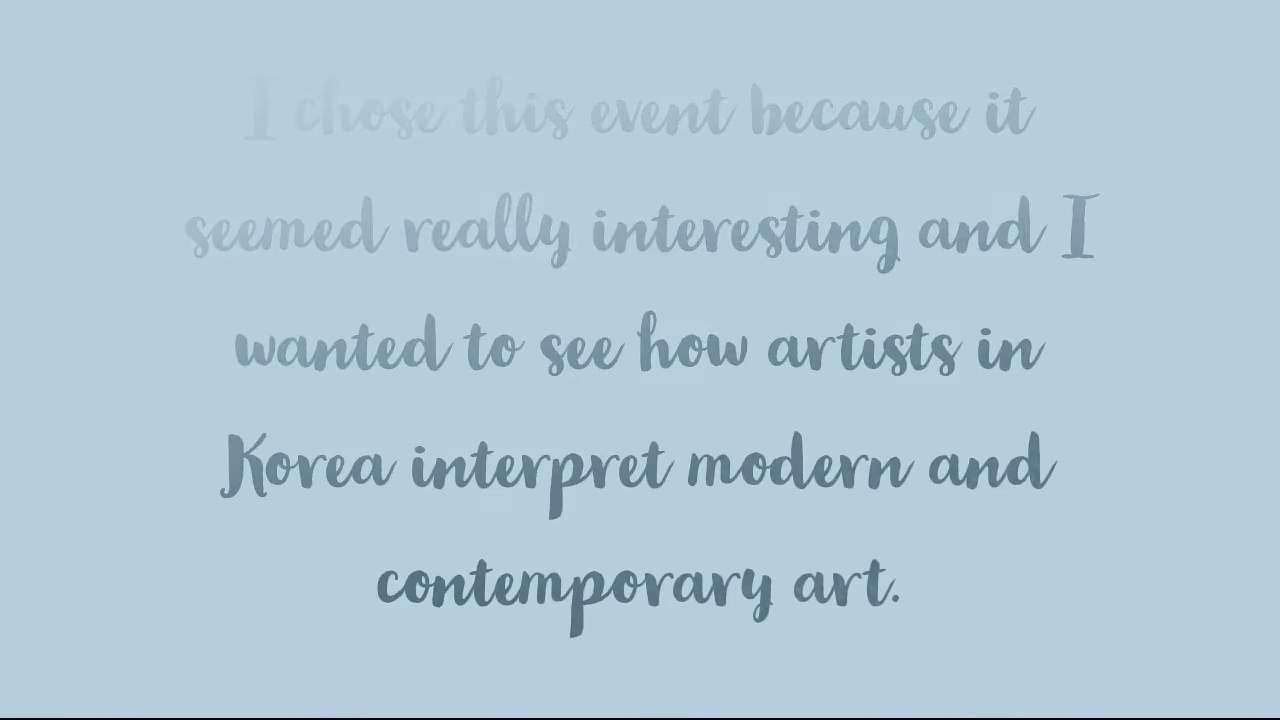 I chose this event because it
seemed really interesting and I
wanted to see how artists in
Korea interpret modern and
contemporary art.